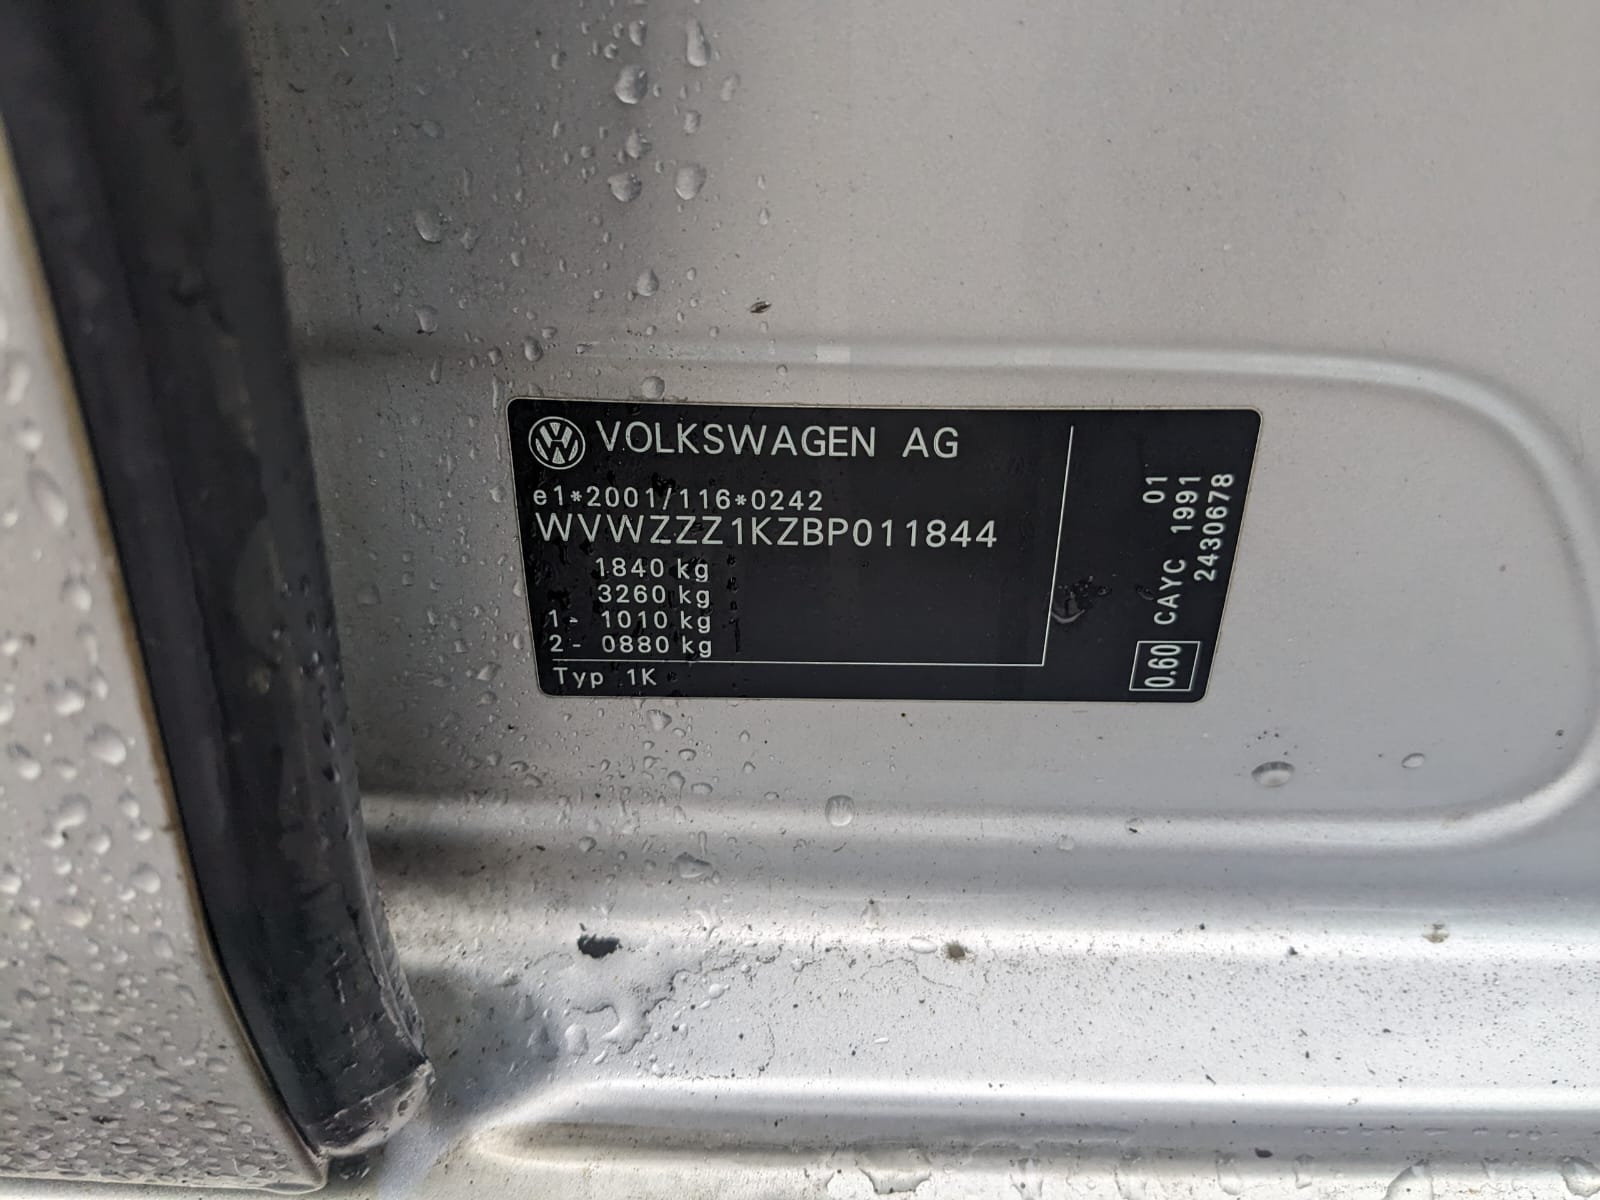 VOLKSWAGEN AG
e1*2001/116*0242
WVWZZZ1KZBP011844
1840 kg
3260 kg
1- 1010 kg
2- 0880 kg
Typ 1K
01
0.60 CAYC 1991
2430678